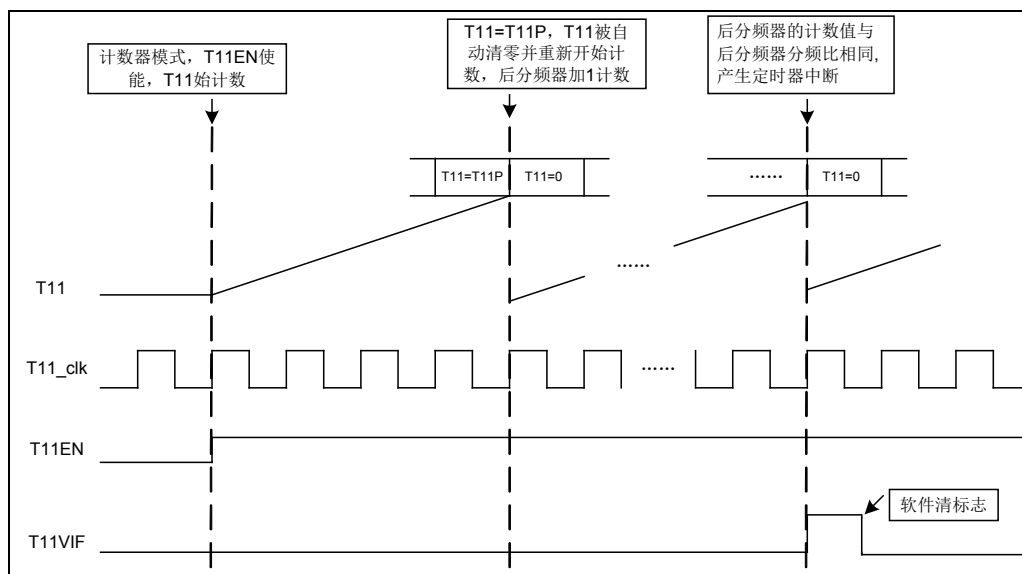 计数器模式，T11EN使
能，T11始计数
T11=T11P，T11被自
动清零并重新开始计
数，后分频器加1计数
后分频器的计数值与
后分频器分频比相同,
产生定时器中断
T11=T11P
T11=0
……
T11=0
……
T11
T11_clk
……
T11EN
软件清标志
T11VIF